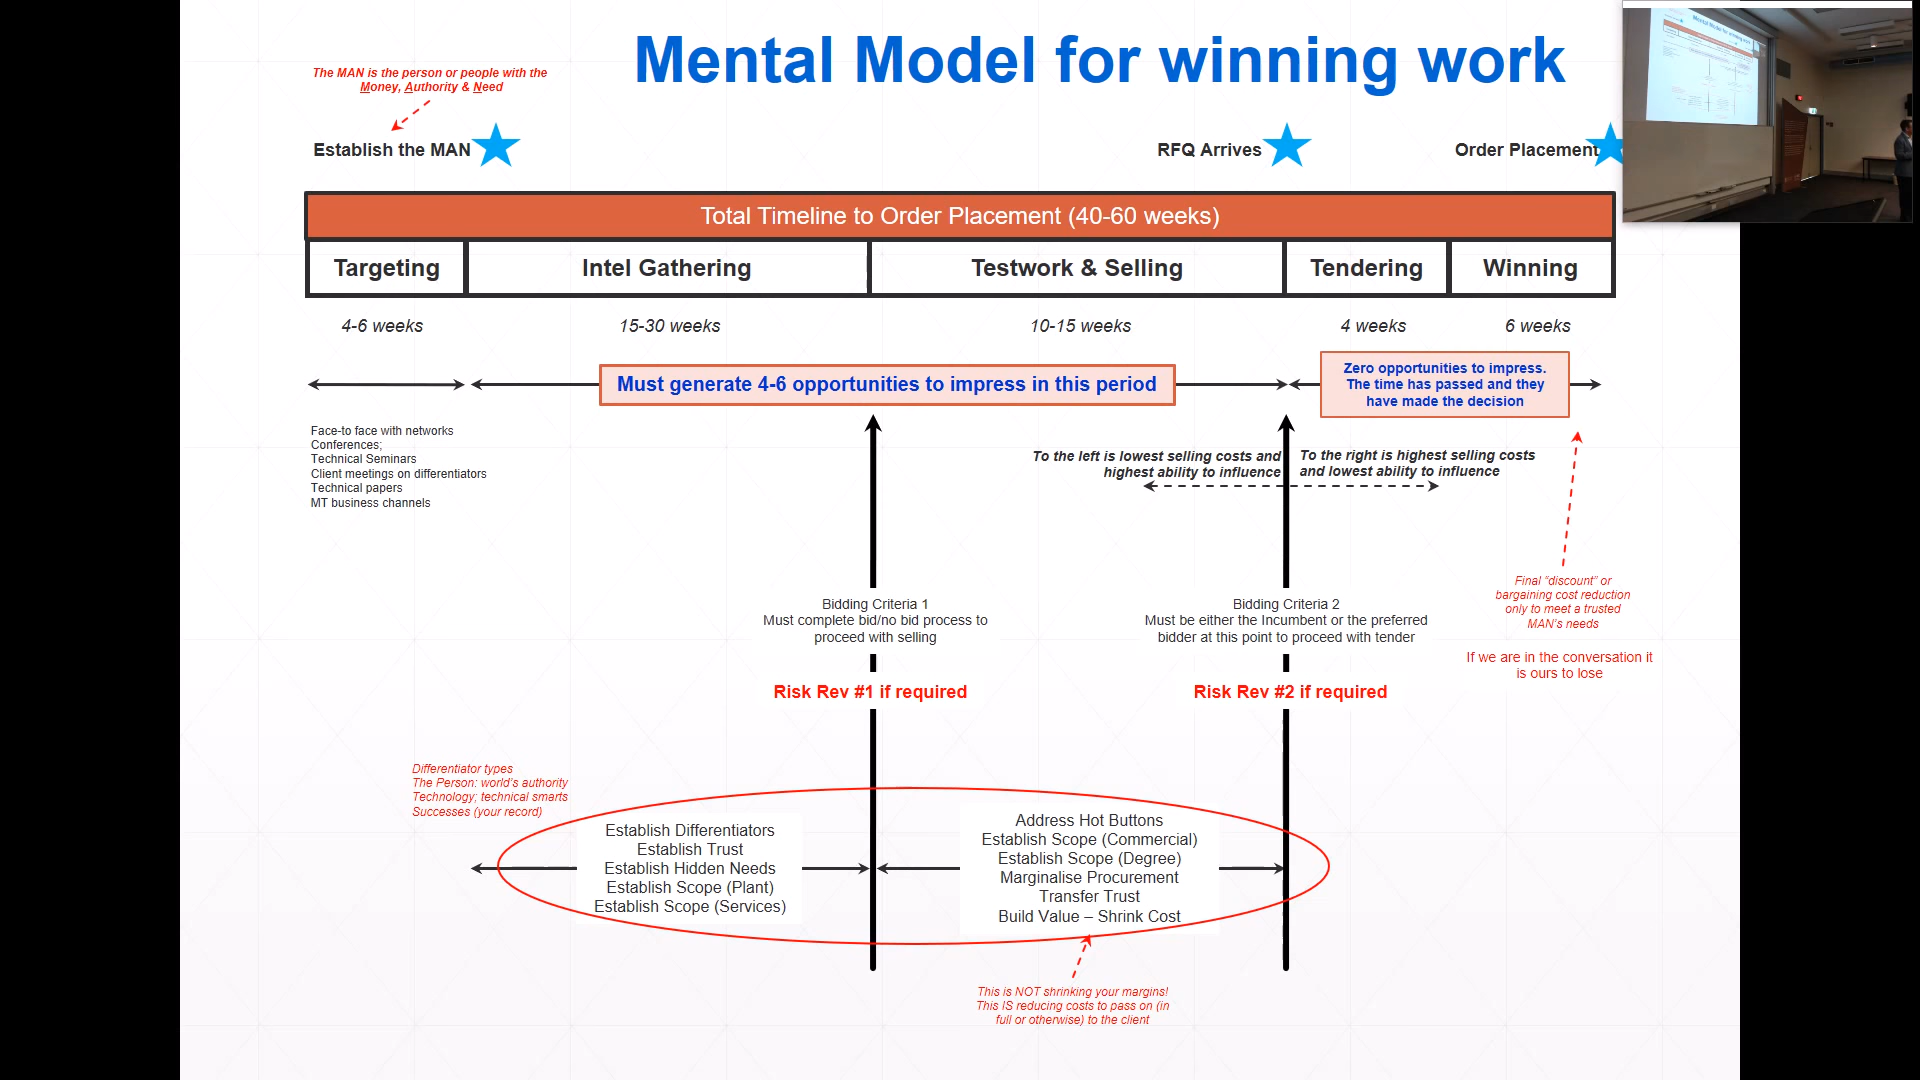 Mental Model for winning work
The MAN is the person or people with the
Money, Authority & Need
Establish the MAN
RFQ Arrives
Order Placement
Total Timeline to Order Placement (40-60 weeks)
Targeting
Intel Gathering
Testwork & Selling
Tendering
Winning
4-6 weeks
15-30 weeks
10-15 weeks
4 weeks
6 weeks
Must generate 4-6 opportunities to impress in this period
Zero opportunities to impress.
The time has passed and they
have made the decision
Face-to face with networks
Conferences;
Technical Seminars
Client meetings on differentiators
Technical papers
MT business channels
To the left is lowest selling costs and
highest ability to influence
To the right is highest selling costs
and lowest ability to influence
Bidding Criteria 1
Must complete bid/no bid process to
proceed with selling
Risk Rev #1 if required
Bidding Criteria 2
Must be either the Incumbent or the preferred
bidder at this point to proceed with tender
Risk Rev #2 if required
Final "discount" or
bargaining cost reduction
only to meet a trusted
MAN's needs
If we are in the conversation it
is ours to lose
Differentiator types
The Person: world's authority
Technology; technical smarts
Successes (your record)
Establish Differentiators
Establish Trust
Establish Hidden Needs
Establish Scope (Plant)
Establish Scope (Services)
Address Hot Buttons
Establish Scope (Commercial)
Establish Scope (Degree)
Marginalise Procurement
Transfer Trust
Build Value – Shrink Cost
This is NOT shrinking your margins!
This IS reducing costs to pass on (in
full or otherwise) to the client
Mental Model for winning work